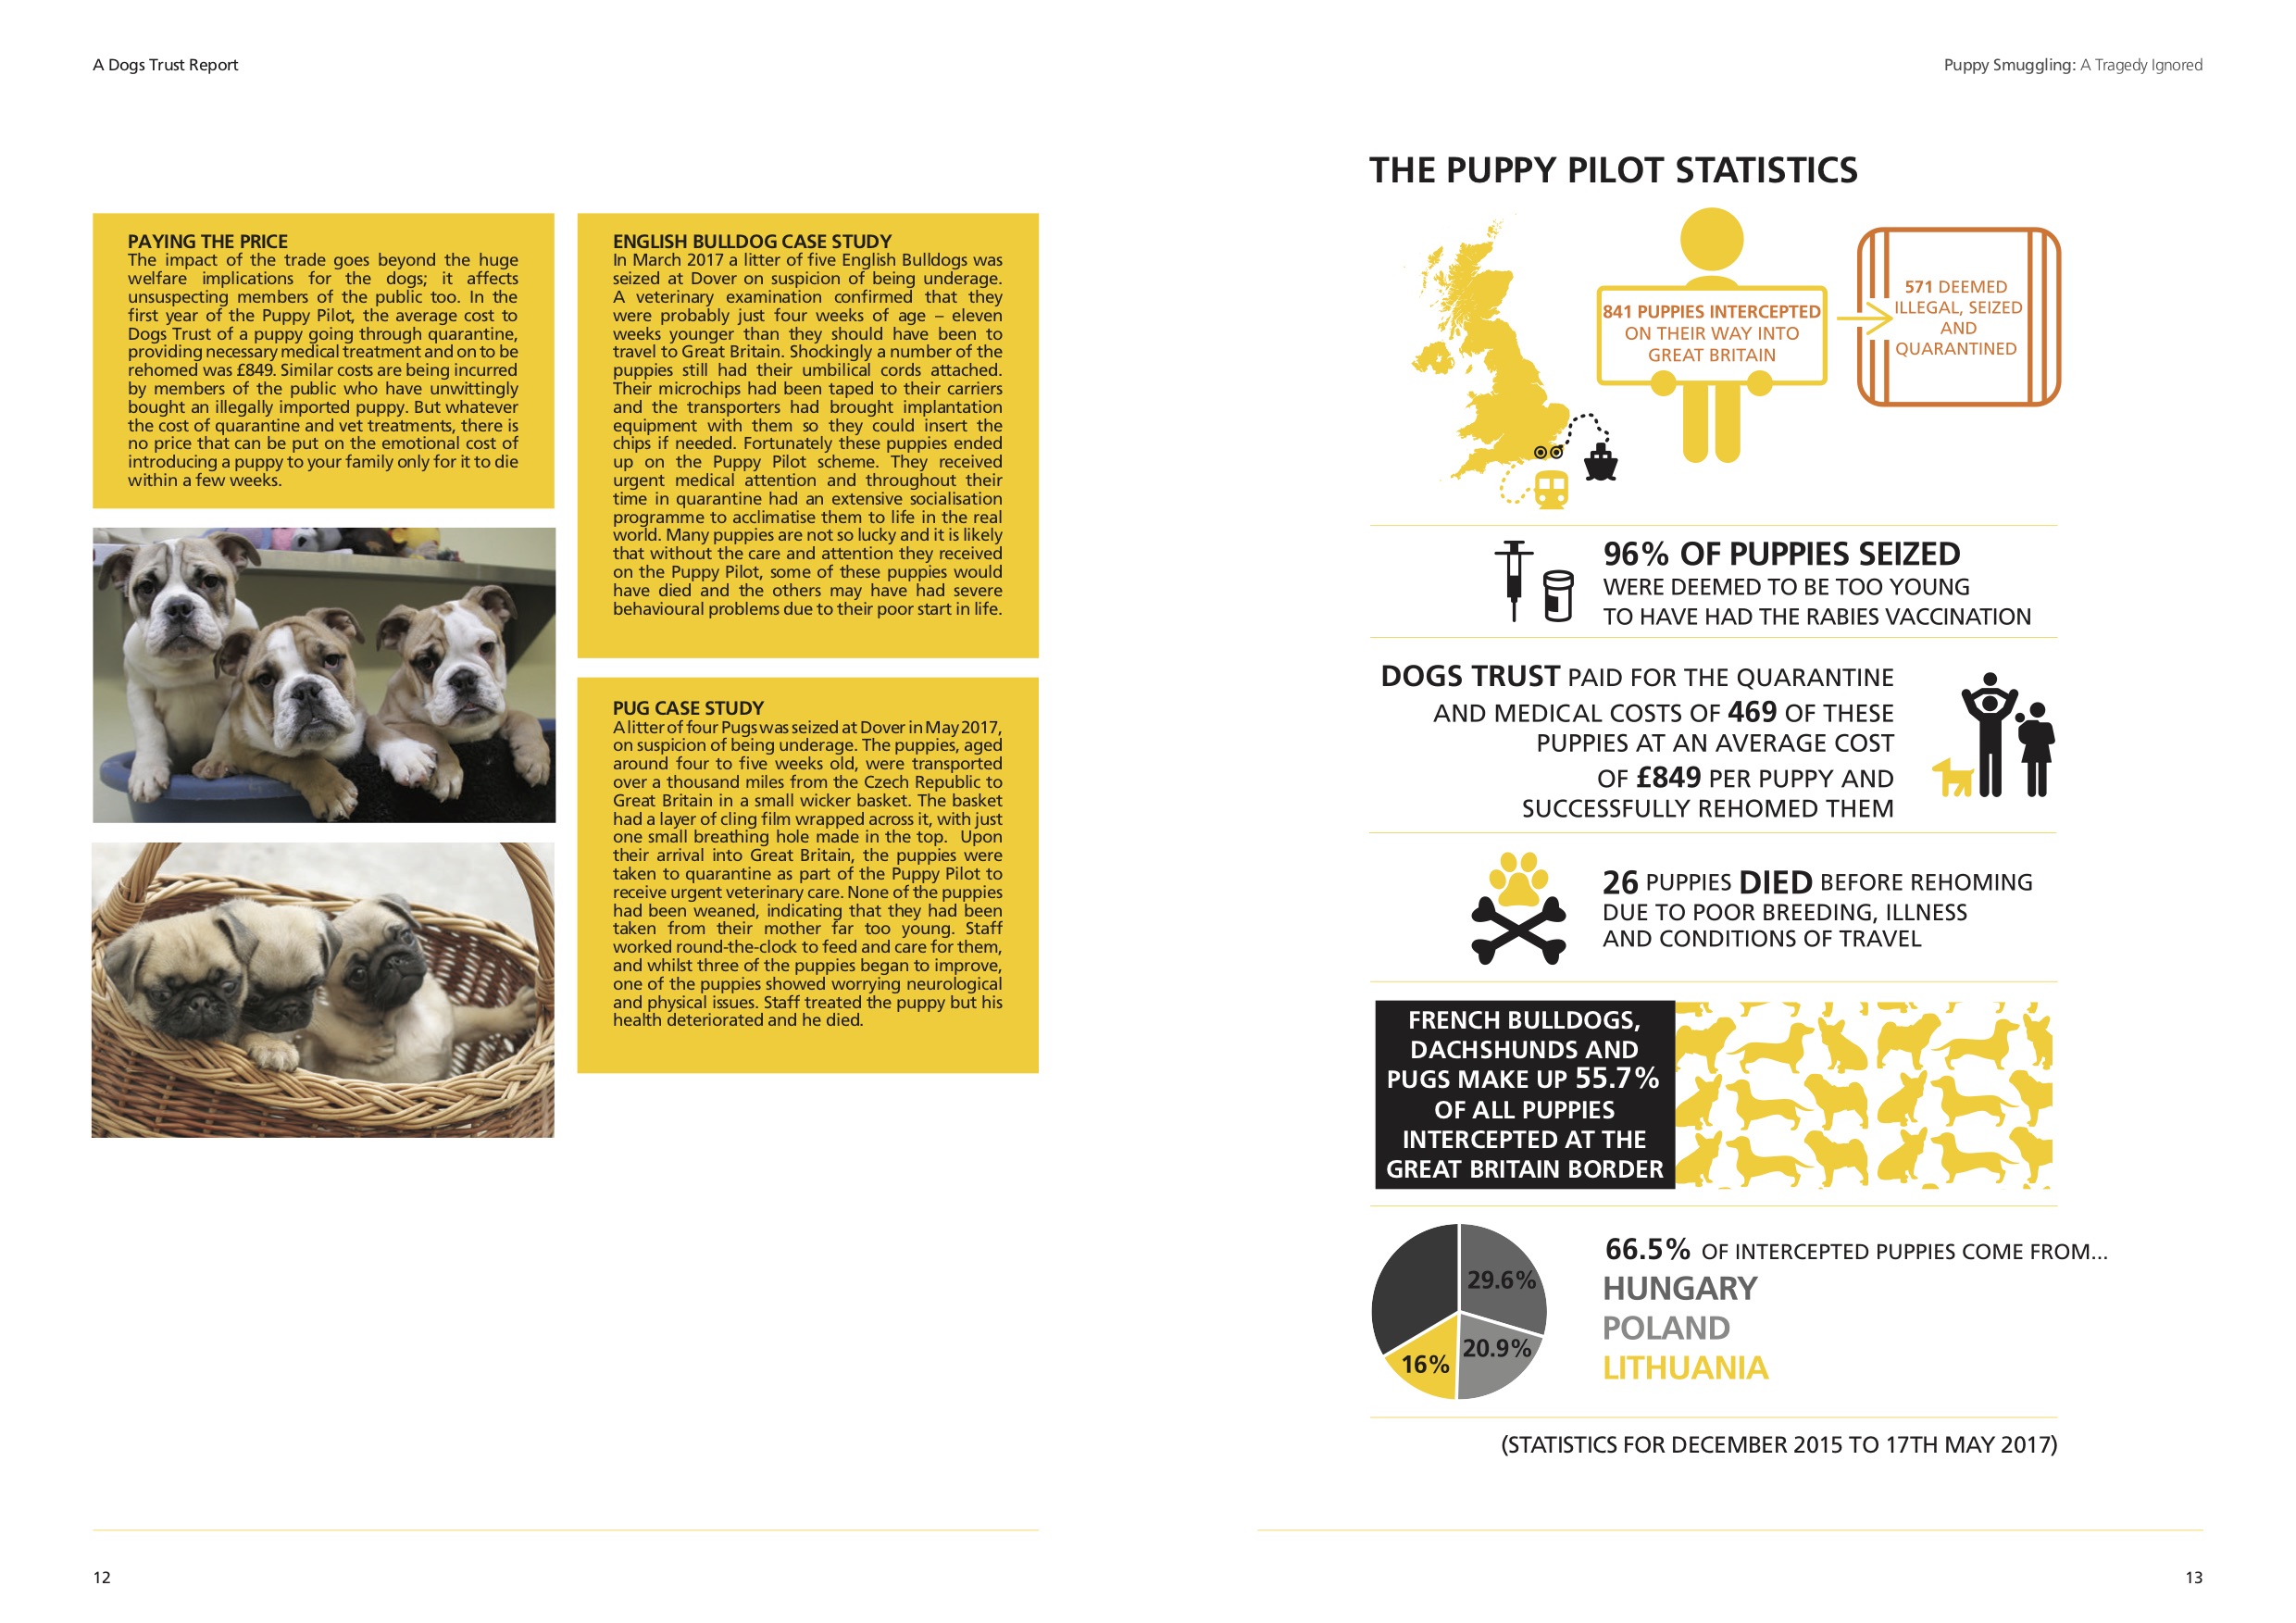 A Dogs Trust Report
Puppy Smuggling: A Tragedy Ignored
PAYING THE PRICE
The impact of the trade goes beyond the huge
welfare implications for the dogs; it affects
unsuspecting members of the public too. In the
first year of the Puppy Pilot, the average cost to
Dogs Trust of a puppy going through quarantine,
providing necessary medical treatment and on to be
rehomed was £849. Similar costs are being incurred
by members of the public who have unwittingly
bought an illegally imported puppy. But whatever
the cost of quarantine and vet treatments, there is
no price that can be put on the emotional cost of
introducing a puppy to your family only for it to die
within a few weeks.
ENGLISH BULLDOG CASE STUDY
In March 2017 a litter of five English Bulldogs was
seized at Dover on suspicion of being underage.
A veterinary examination confirmed that they
were probably just four weeks of age – eleven
weeks younger than they should have been to
travel to Great Britain. Shockingly a number of the
puppies still had their umbilical cords attached.
Their microchips had been taped to their carriers
and the transporters had brought implantation
equipment with them so they could insert the
chips if needed. Fortunately these puppies ended
up on the Puppy Pilot scheme. They received
urgent medical attention and throughout their
time in quarantine had an extensive socialisation
programme to acclimatise them to life in the real
world. Many puppies are not so lucky and it is likely
that without the care and attention they received
on the Puppy Pilot, some of these puppies would
have died and the others may have had severe
behavioural problems due to their poor start in life.
PUG CASE STUDY
A litter of four Pugs was seized at Dover in May 2017,
on suspicion of being underage. The puppies, aged
around four to five weeks old, were transported
over a thousand miles from the Czech Republic to
Great Britain in a small wicker basket. The basket
had a layer of cling film wrapped across it, with just
one small breathing hole made in the top. Upon
their arrival into Great Britain, the puppies were
taken to quarantine as part of the Puppy Pilot to
receive urgent veterinary care. None of the puppies
had been weaned, indicating that they had been
taken from their mother far too young. Staff
worked round-the-clock to feed and care for them,
and whilst three of the puppies began to improve,
one of the puppies showed worrying neurological
and physical issues. Staff treated the puppy but his
health deteriorated and he died.
12
THE PUPPY PILOT STATISTICS
841 PUPPIES INTERCEPTED
ON THEIR WAY INTO
GREAT BRITAIN
571 DEEMED
ILLEGAL, SEIZED
AND
QUARANTINED
96% OF PUPPIES SEIZED
WERE DEEMED TO BE TOO YOUNG
TO HAVE HAD THE RABIES VACCINATION
DOGS TRUST PAID FOR THE QUARANTINE
AND MEDICAL COSTS OF 469 OF THESE
PUPPIES AT AN AVERAGE COST
OF £849 PER PUPPY AND
SUCCESSFULLY REHOMED THEM
26 PUPPIES DIED BEFORE REHOMING
DUE TO POOR BREEDING, ILLNESS
AND CONDITIONS OF TRAVEL
FRENCH BULLDOGS,
DACHSHUNDS AND
PUGS MAKE UP 55.7%
OF ALL PUPPIES
INTERCEPTED AT THE
GREAT BRITAIN BORDER
29.6%
20.9%
16%
66.5% OF INTERCEPTED PUPPIES COME FROM...
HUNGARY
POLAND
LITHUANIA
(STATISTICS FOR DECEMBER 2015 TO 17TH MAY 2017)
13